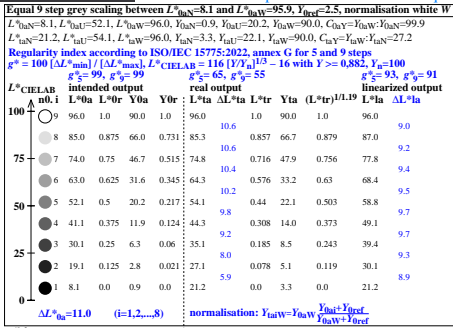 Equal 9 step grey scaling between L*0aN=8.1 and L*0aW=95.9, Y0ref=2.5, normalisation white W
L*0aN=8.1, L*0aU=52.1, L*0aW=96.0, Y0aN=0.9, Y0aU=20.2, Y0aW=90.0, C0aY=Y0aW:Y0aN=99.9
L*taN=21.2, L*taU=54.1, L*taW=96.0, YtaN=3.3, YtaU=22.1, YtaW=90.0, CtaY=YtaW:YtaN=27.2
Regularity index according to ISO/IEC 15775:2022, annex G for 5 and 9 steps
g* = 100 [ΔL*min] / [ΔL*max], L*CIELAB = 116 [Y/Yn]1/3 − 16 with Y >= 0,882, Yn=100
g*5= 99, g*9= 99 g*5= 65, g*9= 55 g*5= 93, g*9= 91
L*CIELAB intended output real output linearized output
n0. i L*0a L*0r Y0a Y0r L*ta ΔL*ta L*tr Yta (L*tr)1/1.19 L*la ΔL*la
100
9 96.0 1.0 90.0 1.0 96.0 1.0 90.0 1.0 96.0
10.6 9.0
8 85.0 0.875 66.0 0.731 85.3 0.857 66.7 0.879 87.0
10.6 9.2
75
7 74.0 0.75 46.7 0.515 74.8 0.716 47.9 0.756 77.8
10.4 9.4
6 63.0 0.625 31.6 0.345 64.3 0.576 33.2 0.63 68.4
10.2 9.5
50
5 52.1 0.5 20.2 0.217 54.1 0.44 22.1 0.503 58.8
9.8 9.7
4 41.1 0.375 11.9 0.124 44.3 0.308 14.0 0.373 49.1
9.2 9.7
25
3 30.1 0.25 6.3 0.06 35.1 0.185 8.5 0.243 39.4
8.0 9.3
2 19.1 0.125 2.8 0.021 27.1 0.078 5.1 0.119 30.1
5.9 8.9
1 8.1 0.0 0.9 0.0 21.2 0.0 3.3 0.0 21.2
0
ΔL*0a=11.0 (i=1,2,...,8) normalisation: YtaiW=Y0aW Y0ai+Y0ref / Y0aW+Y0ref